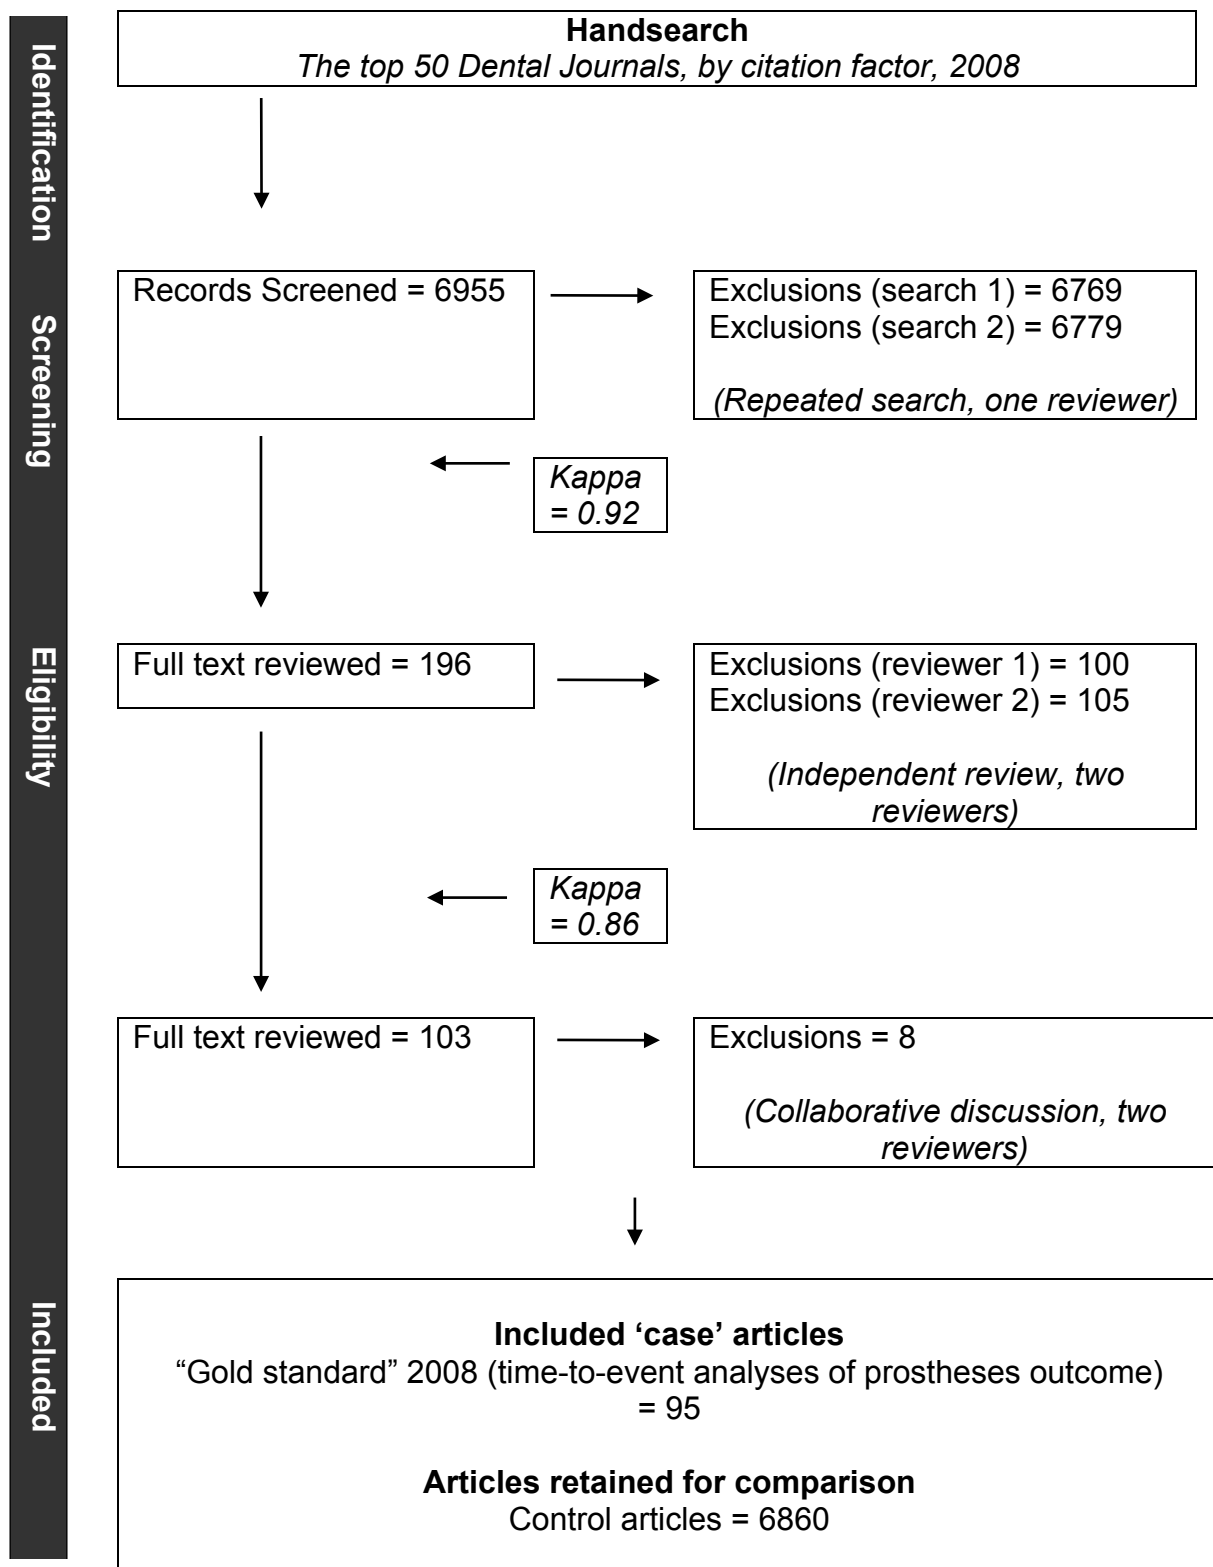 Identification
Handsearch
The top 50 Dental Journals, by citation factor, 2008
Screening
Records Screened = 6955
Exclusions (search 1) = 6769
Exclusions (search 2) = 6779
(Repeated search, one reviewer)
Kappa
= 0.92
Eligibility
Full text reviewed = 196
Exclusions (reviewer 1) = 100
Exclusions (reviewer 2) = 105
(Independent review, two
reviewers)
Kappa
= 0.86
Full text reviewed = 103
Exclusions = 8
(Collaborative discussion, two
reviewers)
Included
Included ‘case’ articles
“Gold standard” 2008 (time-to-event analyses of prostheses outcome)
= 95
Articles retained for comparison
Control articles = 6860